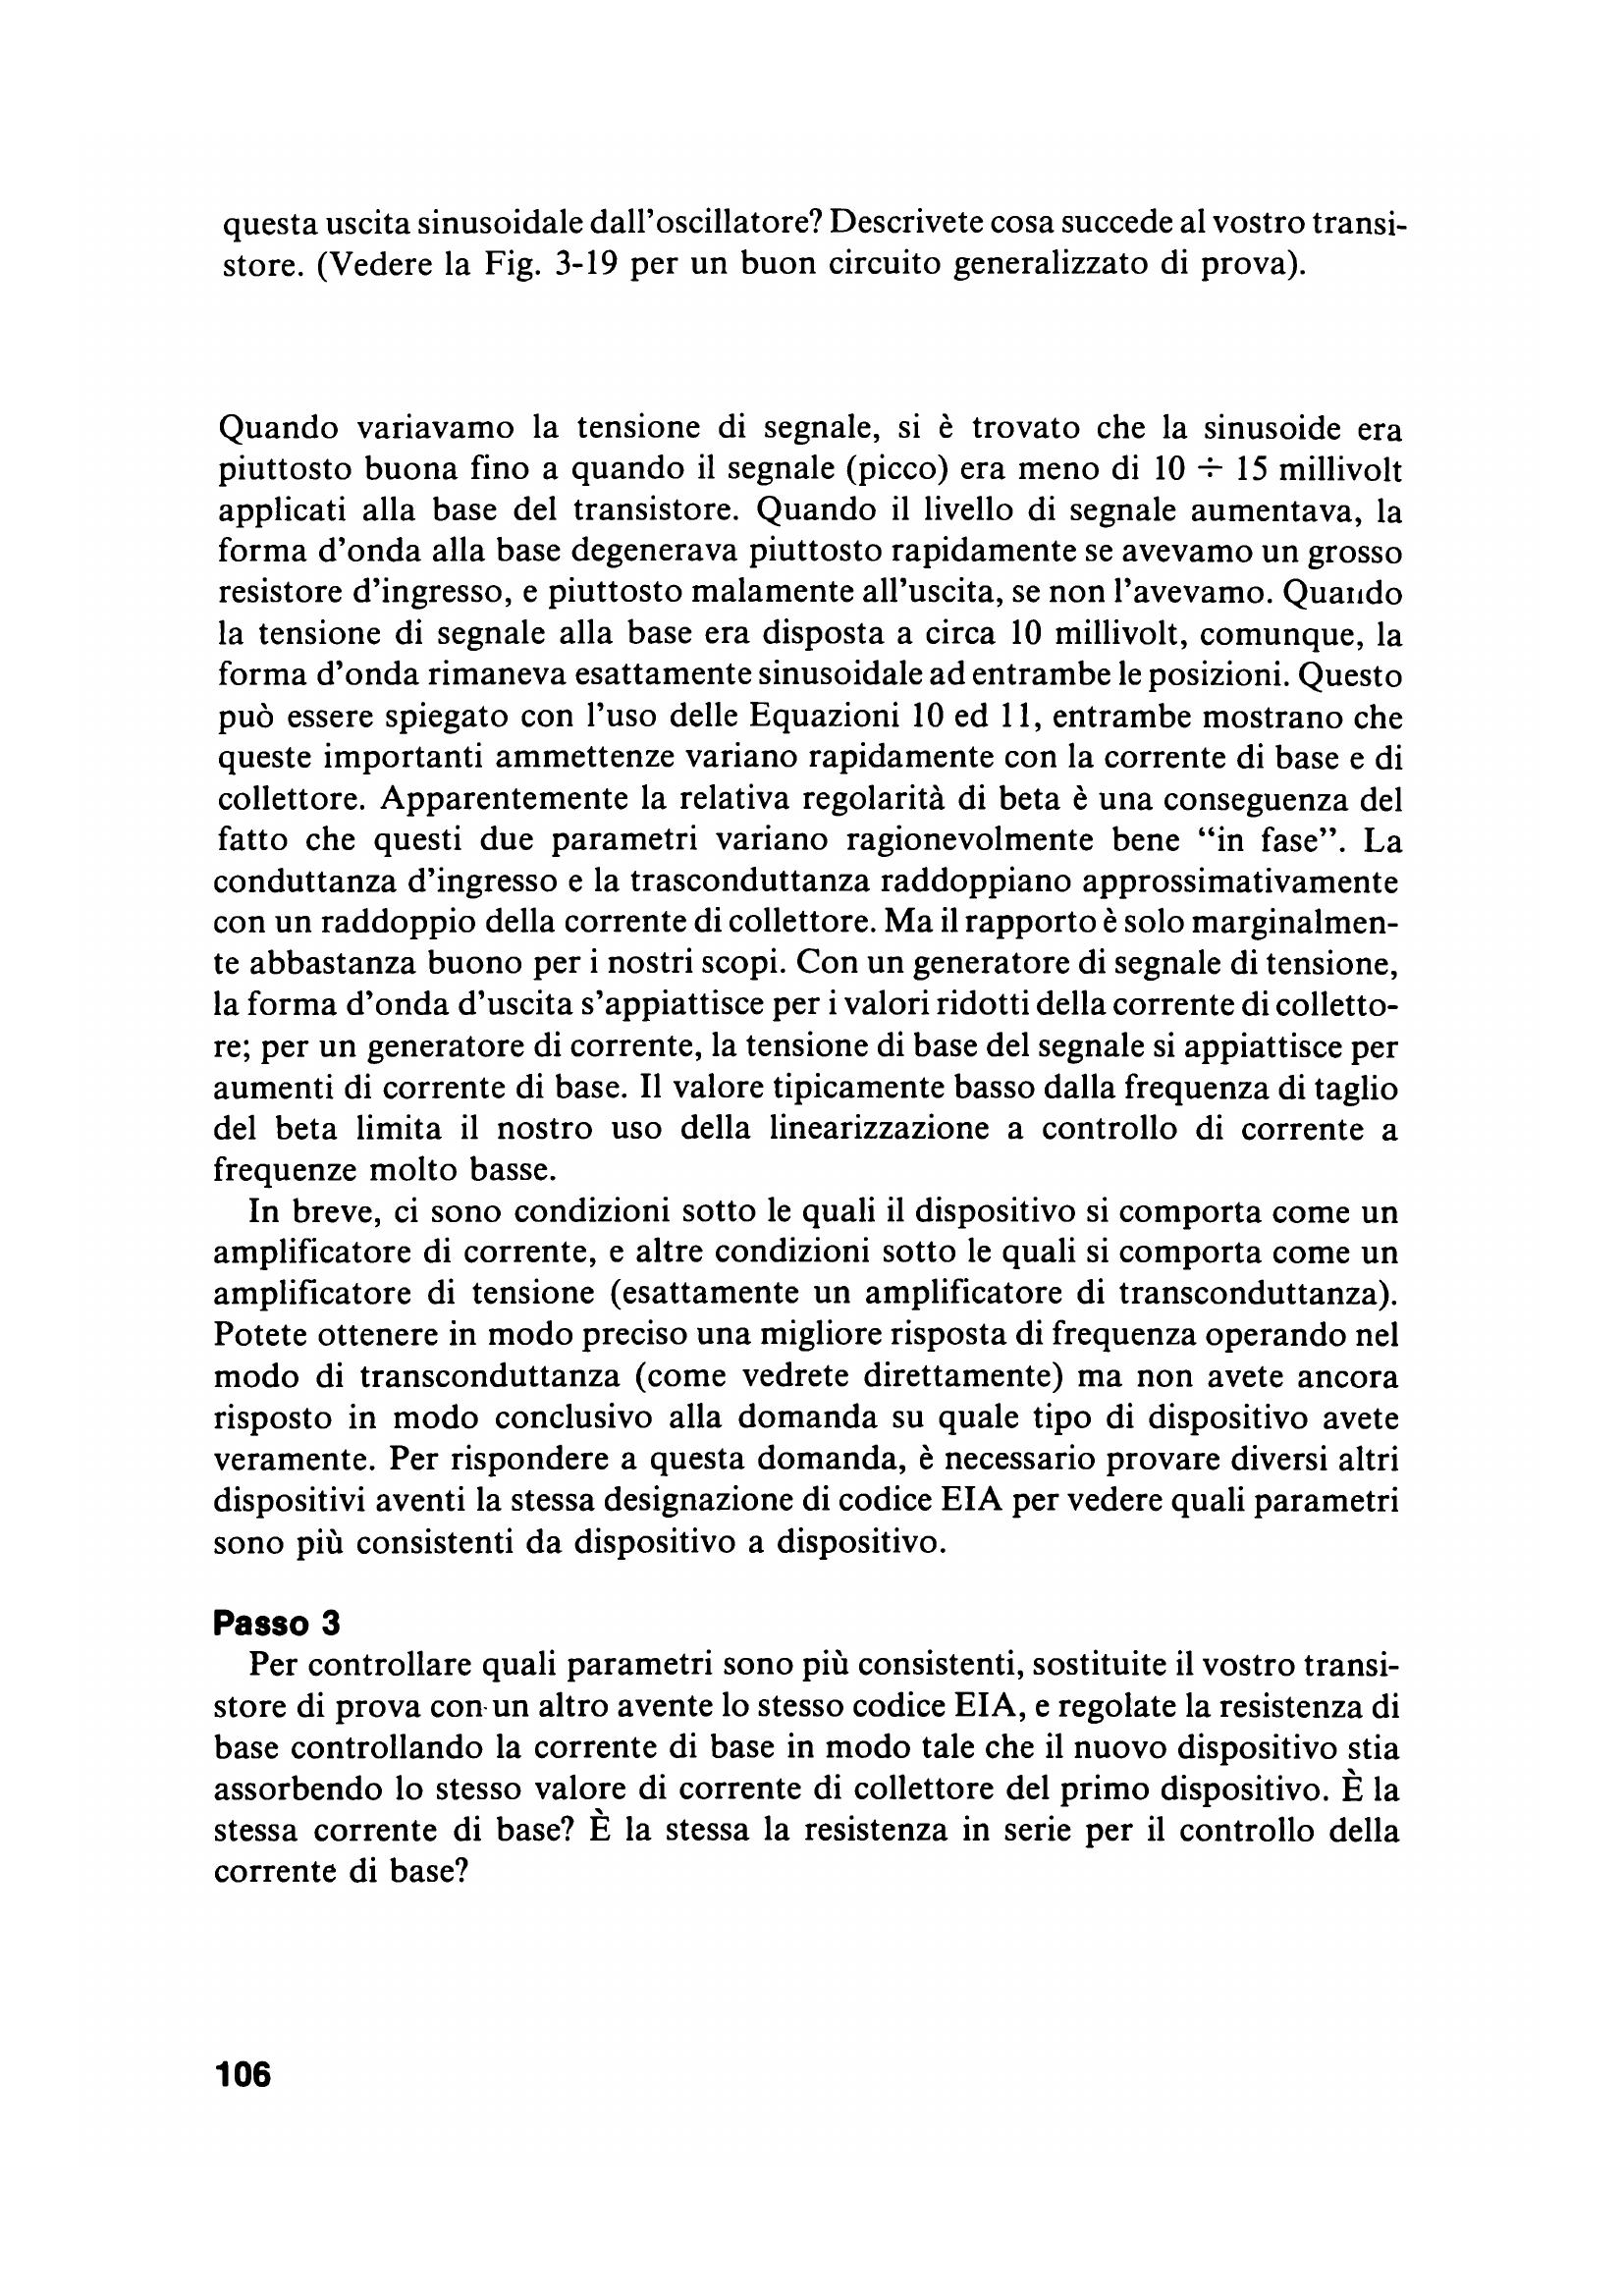 questa uscita sinusoidale dall'oscillatore? Descrivete cosa succede al vostro transi-
store. (Vedere la Fig. 3-19 per un buon circuito generalizzato di prova).
Quando variavamo la tensione di segnale, si è trovato che la sinusoide era
piuttosto buona fino a quando il segnale (picco) era meno di 10 ÷ 15 millivolt
applicati alla base del transistore. Quando il livello di segnale aumentava, la
forma d'onda alla base degenerava piuttosto rapidamente se avevamo un grosso
resistore d'ingresso, e piuttosto malamente all'uscita, se non l'avevamo. Quando
la tensione di segnale alla base era disposta a circa 10 millivolt, comunque, la
forma d'onda rimaneva esattamente sinusoidale ad entrambe le posizioni. Questo
può essere spiegato con l'uso delle Equazioni 10 ed 11, entrambe mostrano che
queste importanti ammettenze variano rapidamente con la corrente di base e di
collettore. Apparentemente la relativa regolarità di beta è una conseguenza del
fatto che questi due parametri variano ragionevolmente bene “in fase”. La
conduttanza d'ingresso e la trasconduttanza raddoppiano approssimativamente
con un raddoppio della corrente di collettore. Ma il rapporto è solo marginalmen-
te abbastanza buono per i nostri scopi. Con un generatore di segnale di tensione,
la forma d'onda d'uscita s'appiattisce per i valori ridotti della corrente di colletto-
re; per un generatore di corrente, la tensione di base del segnale si appiattisce per
aumenti di corrente di base. Il valore tipicamente basso dalla frequenza di taglio
del beta limita il nostro uso della linearizzazione a controllo di corrente a
frequenze molto basse.
In breve, ci sono condizioni sotto le quali il dispositivo si comporta come un
amplificatore di corrente, e altre condizioni sotto le quali si comporta come un
amplificatore di tensione (esattamente un amplificatore di transconduttanza).
Potete ottenere in modo preciso una migliore risposta di frequenza operando nel
modo di transconduttanza (come vedrete direttamente) ma non avete ancora
risposto in modo conclusivo alla domanda su quale tipo di dispositivo avete
veramente. Per rispondere a questa domanda, è necessario provare diversi altri
dispositivi aventi la stessa designazione di codice EIA per vedere quali parametri
sono più consistenti da dispositivo a dispositivo.
Passo 3
Per controllare quali parametri sono più consistenti, sostituite il vostro transi-
store di prova con un altro avente lo stesso codice EIA, e regolate la resistenza di
base controllando la corrente di base in modo tale che il nuovo dispositivo stia
assorbendo lo stesso valore di corrente di collettore del primo dispositivo. È la
stessa corrente di base? È la stessa la resistenza in serie per il controllo della
corrente di base?
106